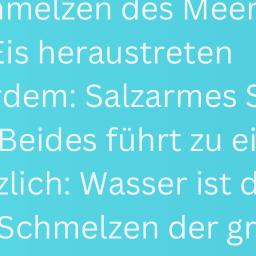 hmelzen des Meer
Eis heraustreten
rdem: Salzarmes S
Beides führt zu ei
zlich: Wasser ist d
Schmelzen der gr